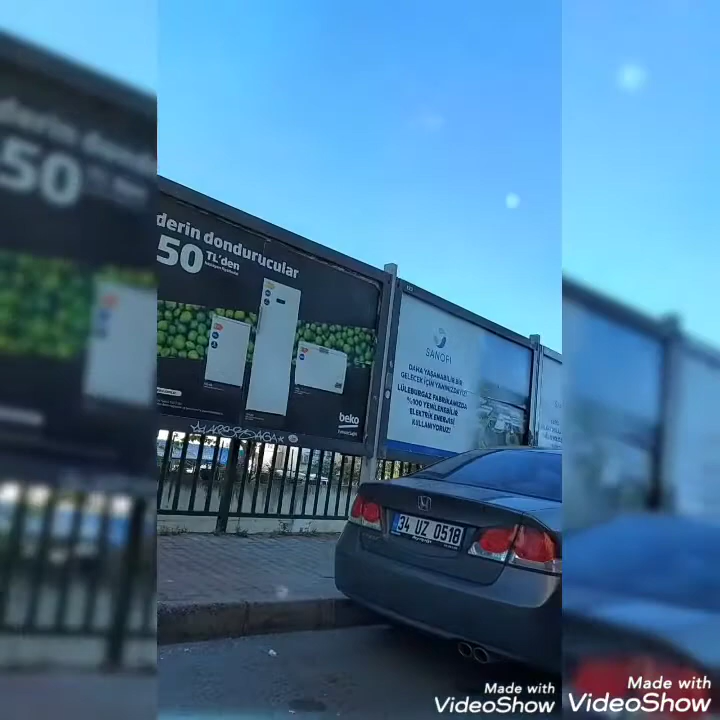 derin dondurucular
50 TL'den
beko
SANOFI
DAHA YAŞANABİLİR BİR
GELECEK İÇİN YANINIZDAYIZ!
LÜLEBURGAZ FABRİKAMIZDA
%100 YENİLENEBİLİR
ELEKTRİK ENERJİSİ
KULLANIYORUZ!
34 UZ 0518
Made with
VideoShow
Made with
VideoShow